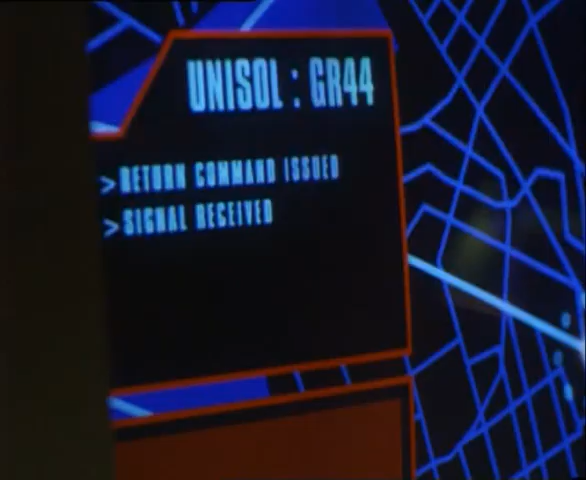 UNISOL : GR44
>RETURN COMMAND ISSUED
>SIGNAL RECEIVED